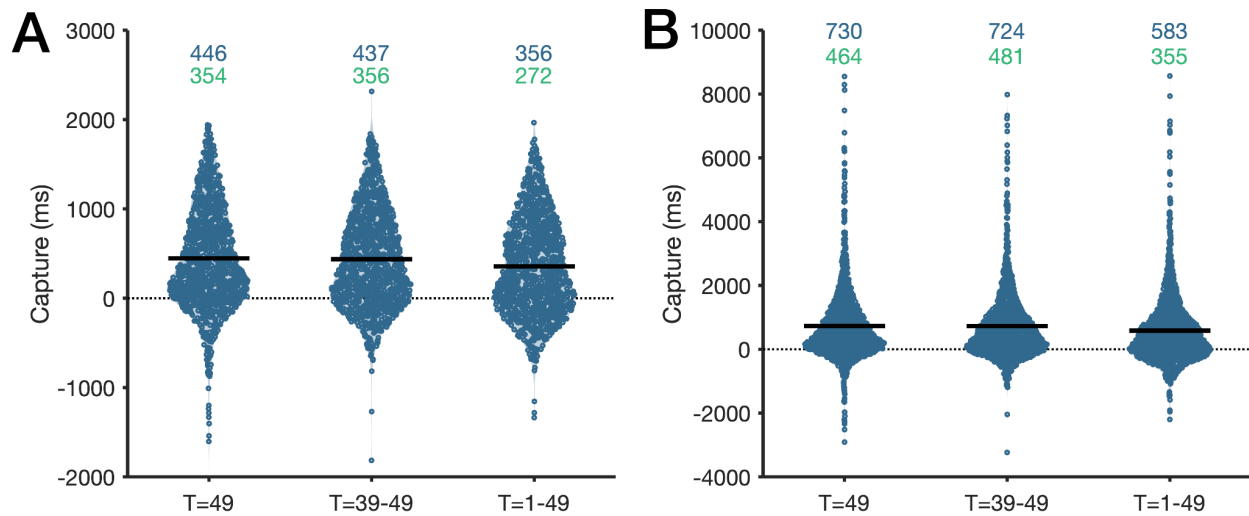 A
3000
2000
1000
0
-1000
-2000
Capture (ms)
446 437 356
354 356 272
T=49 T=39-49 T=1-49
B
10000
8000
6000
4000
2000
0
-2000
-4000
Capture (ms)
730 724 583
464 481 355
T=49 T=39-49 T=1-49